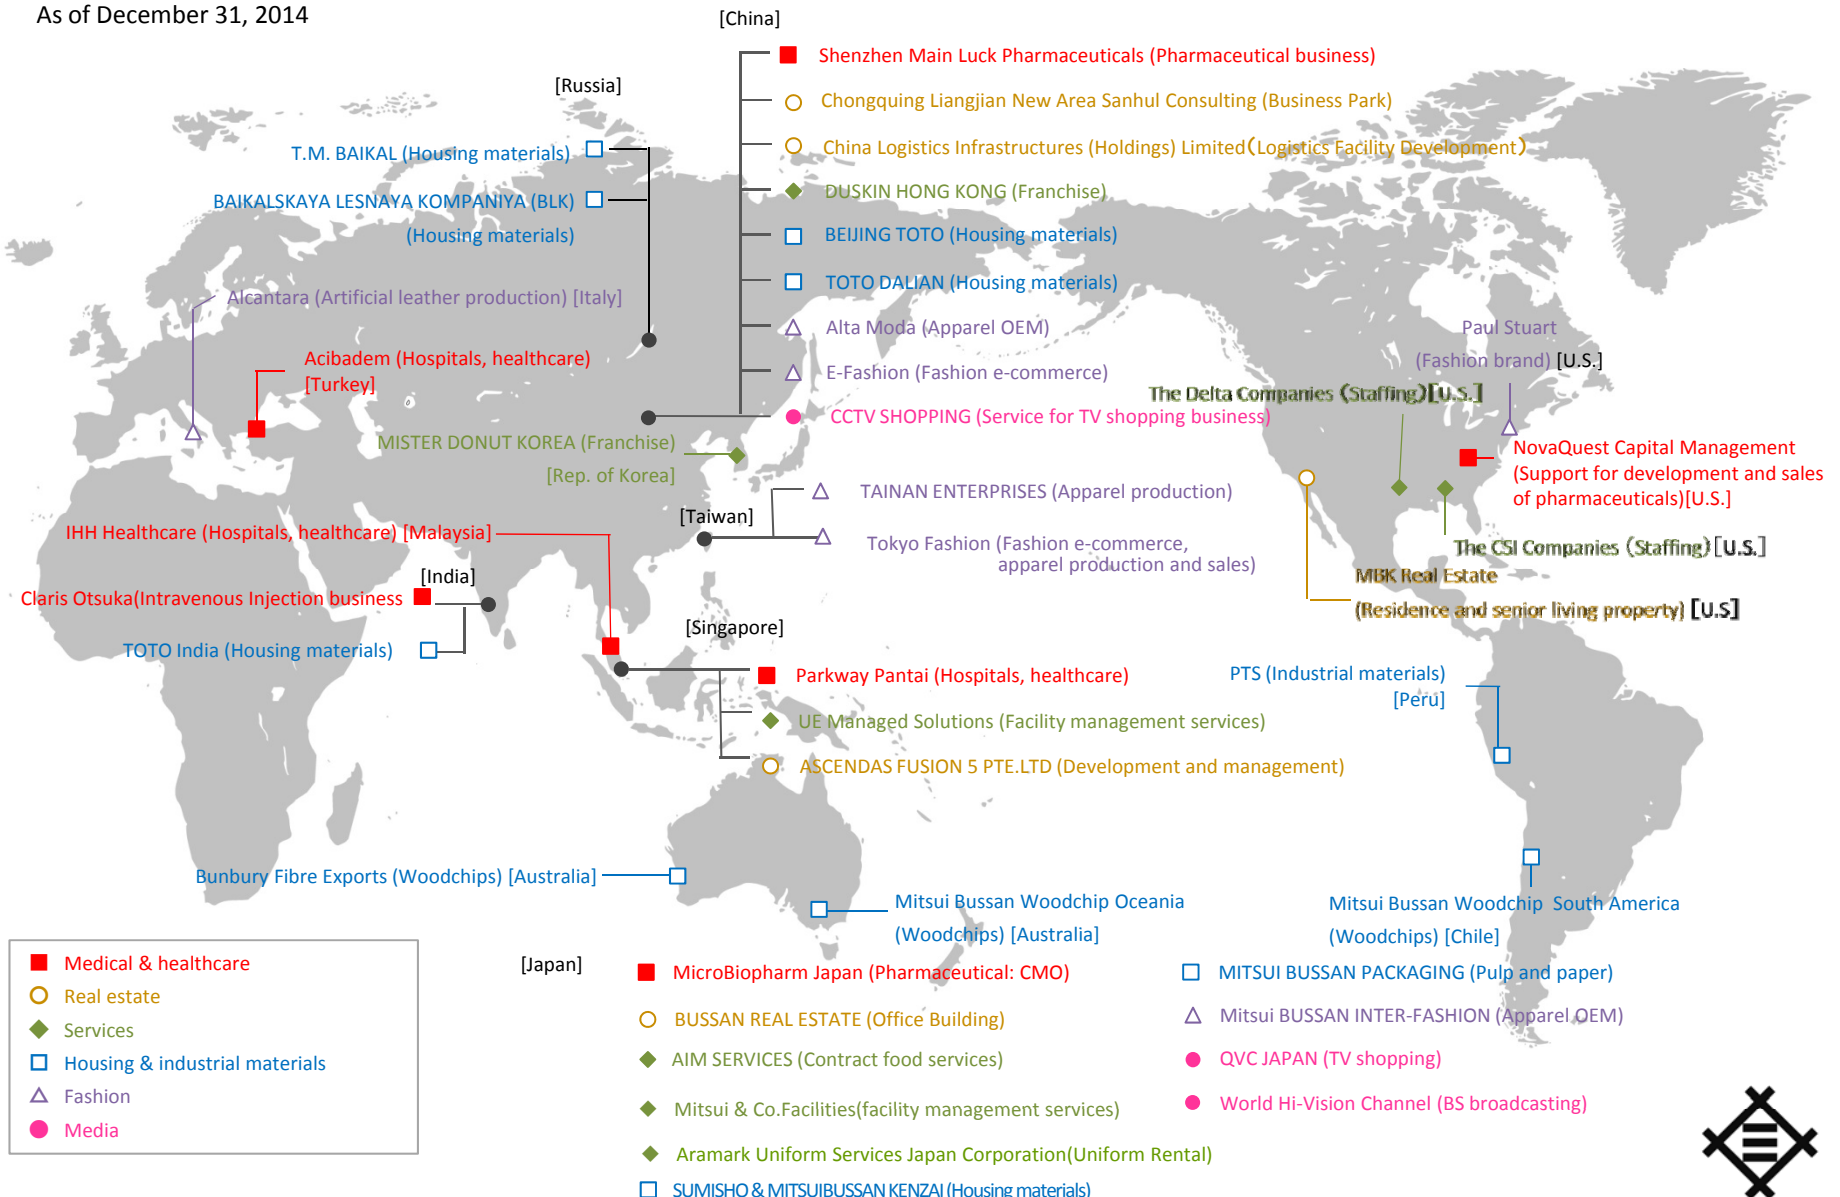 As of December 31, 2014
[China]
Shenzhen Main Luck Pharmaceuticals (Pharmaceutical business)
Chongquing Liangjian New Area Sanhul Consulting (Business Park)
China Logistics Infrastructures (Holdings) Limited(Logistics Facility Development)
DUSKIN HONG KONG (Franchise)
BEIJING TOTO (Housing materials)
TOTO DALIAN (Housing materials)
Alta Moda (Apparel OEM)
E-Fashion (Fashion e-commerce)
CCTV SHOPPING (Service for TV shopping business)
[Russia]
T.M. BAIKAL (Housing materials)
BAIKALSKAYA LESNAYA KOMPANIYA (BLK)
(Housing materials)
Alcantara (Artificial leather production) [Italy]
Acibadem (Hospitals, healthcare)
[Turkey]
MISTER DONUT KOREA (Franchise)
[Rep. of Korea]
[Taiwan]
TAINAN ENTERPRISES (Apparel production)
Tokyo Fashion (Fashion e-commerce,
apparel production and sales)
IHH Healthcare (Hospitals, healthcare) [Malaysia]
[India]
Claris Otsuka(Intravenous Injection business
TOTO India (Housing materials)
[Singapore]
Parkway Pantai (Hospitals, healthcare)
UE Managed Solutions (Facility management services)
ASCENDAS FUSION 5 PTE.LTD (Development and management)
Paul Stuart
(Fashion brand) [U.S.]
The Delta Companies (Staffing)[U.S.]
NovaQuest Capital Management
(Support for development and sales
of pharmaceuticals)[U.S.]
The CSI Companies (Staffing)[U.S.]
MBK Real Estate
(Residence and senior living property) [U.S]
PTS (Industrial materials)
[Peru]
Bunbury Fibre Exports (Woodchips) [Australia]
Mitsui Bussan Woodchip Oceania
(Woodchips) [Australia]
Mitsui Bussan Woodchip South America
(Woodchips) [Chile]
Medical & healthcare
Real estate
Services
Housing & industrial materials
Fashion
Media
[Japan]
MicroBiopharm Japan (Pharmaceutical: CMO)
BUSSAN REAL ESTATE (Office Building)
AIM SERVICES (Contract food services)
Mitsui & Co.Facilities(facility management services)
Aramark Uniform Services Japan Corporation(Uniform Rental)
SUMISHO & MITSUIBUSSAN KENZAI (Housing materials)
MITSUI BUSSAN PACKAGING (Pulp and paper)
Mitsui BUSSAN INTER-FASHION (Apparel OEM)
QVC JAPAN (TV shopping)
World Hi-Vision Channel (BS broadcasting)